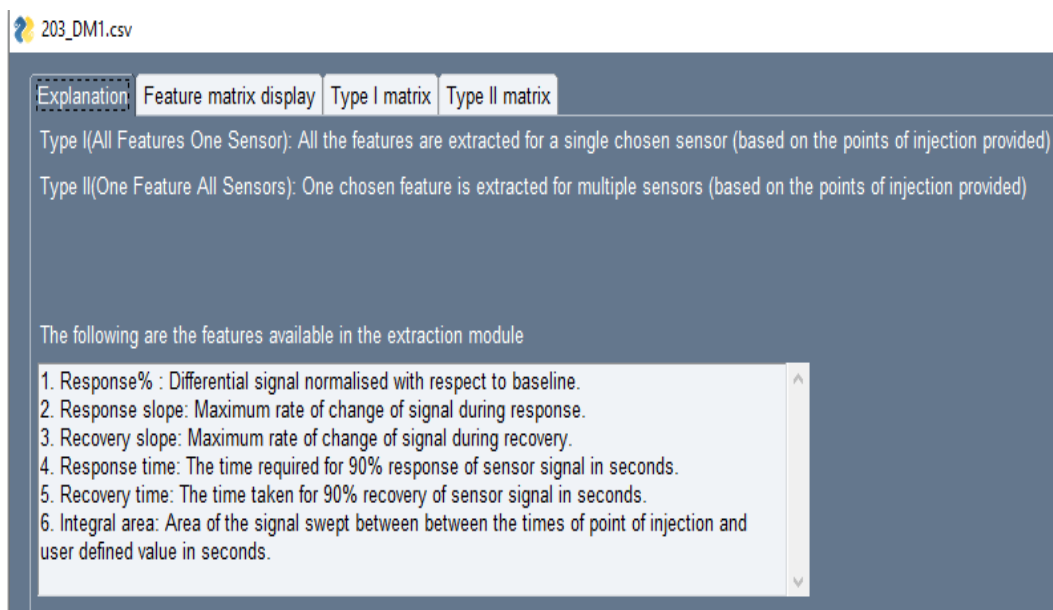 203_DM1.csv
Explanation Feature matrix display Type I matrix Type II matrix
Type I(All Features One Sensor): All the features are extracted for a single chosen sensor (based on the points of injection provided)
Type II(One Feature All Sensors): One chosen feature is extracted for multiple sensors (based on the points of injection provided)
The following are the features available in the extraction module
1. Response% : Differential signal normalised with respect to baseline.
2. Response slope: Maximum rate of change of signal during response.
3. Recovery slope: Maximum rate of change of signal during recovery.
4. Response time: The time required for 90% response of sensor signal in seconds.
5. Recovery time: The time taken for 90% recovery of sensor signal in seconds.
6. Integral area: Area of the signal swept between between the times of point of injection and
user defined value in seconds.